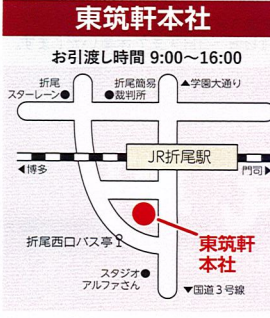 東筑軒本社
お引渡し時間 9:00〜16:00
折尾
スターレーン
折尾簡易
裁判所
▲学園大通り
JR折尾駅
◀博多
門司▶
折尾西口バス亭
東筑軒
本社
スタジオ
アルファさん
▼国道3号線